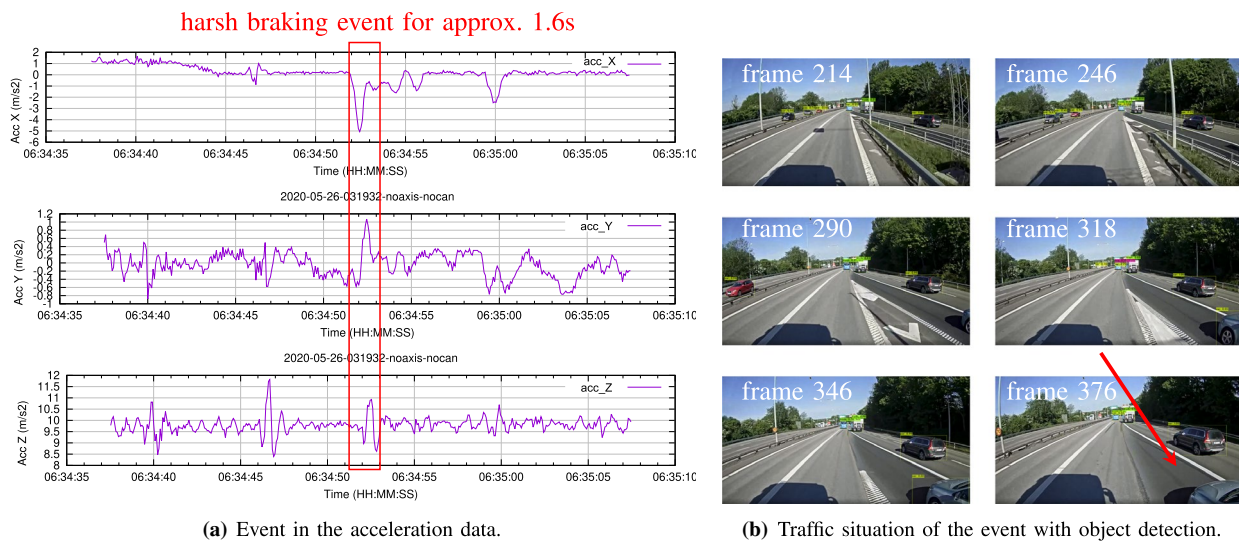 harsh braking event for approx. 1.6s
acc_X
Acc X (m/s2)
2
1
0
-1
-2
-3
-4
-5
-6
06:34:35 06:34:40 06:34:45 06:34:50 06:34:55 06:35:00 06:35:05 06:35:10
Time (HH:MM:SS)
2020-05-26-031932-noaxis-nocan
acc_Y
Acc Y (m/s2)
1.2
1
0.8
0.6
0.4
0.2
0
-0.2
-0.4
-0.6
-0.8
-1
06:34:35 06:34:40 06:34:45 06:34:50 06:34:55 06:35:00 06:35:05 06:35:10
Time (HH:MM:SS)
2020-05-26-031932-noaxis-nocan
acc_Z
Acc Z (m/s2)
12
11.5
11
10.5
10
9.5
9
8.5
8
06:34:35 06:34:40 06:34:45 06:34:50 06:34:55 06:35:00 06:35:05 06:35:10
Time (HH:MM:SS)
(a) Event in the acceleration data.
frame 214 frame 246
frame 290 frame 318
frame 346 frame 376
(b) Traffic situation of the event with object detection.